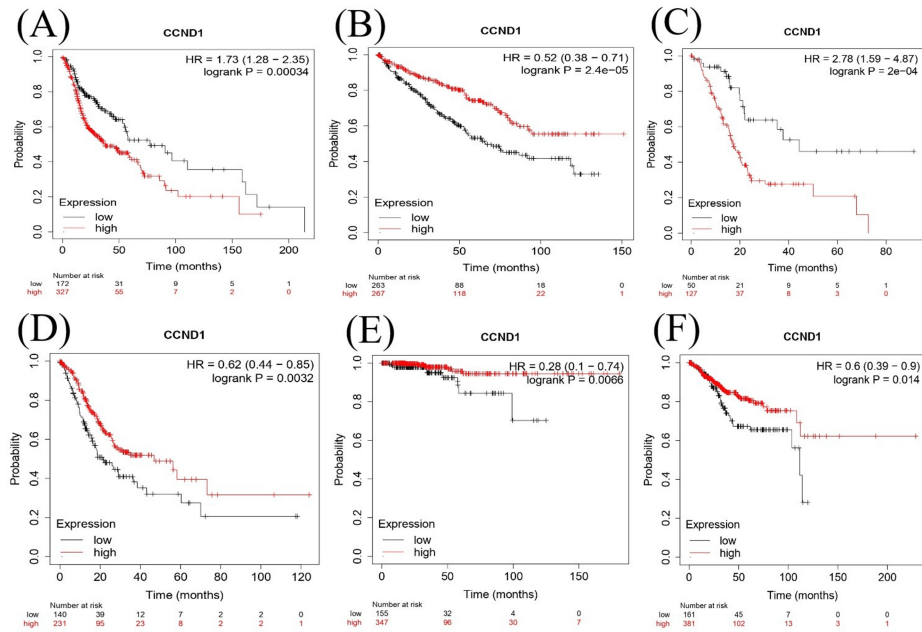 (A)
CCND1
HR = 1.73 (1.28 − 2.35)
logrank P = 0.00034
Probability
1.0
0.8
0.6
0.4
0.2
0.0
Expression
low
high
0 50 100 150 200
Time (months)
Number at risk
low 172 31 9 5 1
high 327 55 7 2 0
(B)
CCND1
HR = 0.52 (0.38 − 0.71)
logrank P = 2.4e−05
Probability
1.0
0.8
0.6
0.4
0.2
0.0
Expression
low
high
0 50 100 150
Time (months)
Number at risk
low 263 88 18 0
high 267 118 22 1
(C)
CCND1
HR = 2.78 (1.59 − 4.87)
logrank P = 2e−04
Probability
1.0
0.8
0.6
0.4
0.2
0.0
Expression
low
high
0 20 40 60 80
Time (months)
Number at risk
low 50 21 9 5 1
high 127 37 8 3 0
(D)
CCND1
HR = 0.62 (0.44 − 0.85)
logrank P = 0.0032
Probability
1.0
0.8
0.6
0.4
0.2
0.0
Expression
low
high
0 20 40 60 80 100 120
Time (months)
Number at risk
low 140 39 12 7 2 2 0
high 231 95 23 8 2 2 1
(E)
CCND1
HR = 0.28 (0.1 − 0.74)
logrank P = 0.0066
Probability
1.0
0.8
0.6
0.4
0.2
0.0
Expression
low
high
0 50 100 150
Time (months)
Number at risk
low 155 32 4 0
high 347 96 30 7
(F)
CCND1
HR = 0.6 (0.39 − 0.9)
logrank P = 0.014
Probability
1.0
0.8
0.6
0.4
0.2
0.0
Expression
low
high
0 50 100 150 200
Time (months)
Number at risk
low 161 45 7 0 0
high 381 102 13 3 1